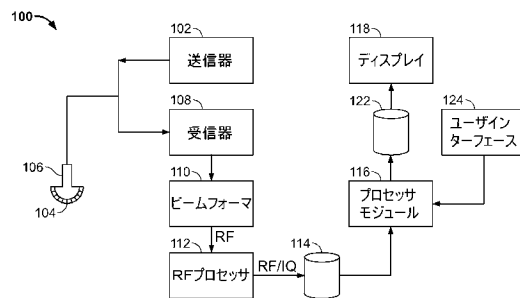 100
102
送信器
108
受信器
106
104
110
ビームフォーマ
RF
112
RFプロセッサ
RF/IQ
114
118
ディスプレイ
122
124
ユーザイン
ターフェース
116
プロセッサ
モジュール